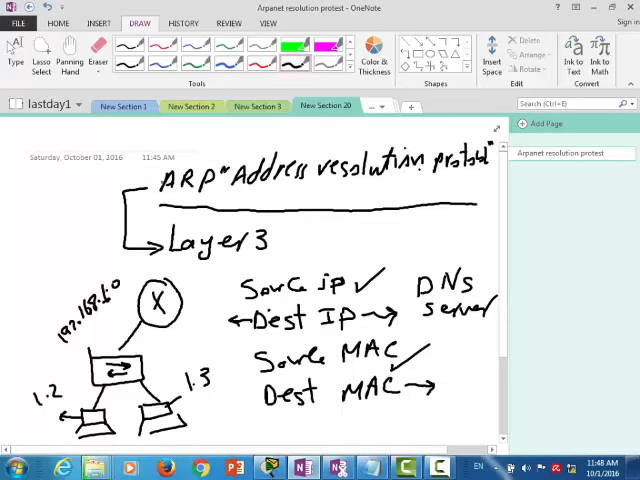 Arpanet resolution protest - OneNote
Sign in
FILE HOME INSERT DRAW HISTORY REVIEW VIEW
Type Lasso Select Panning Hand Eraser Color & Thickness Insert Space Delete Arrange Rotate Ink to Text Ink to Math
Tools Shapes Edit Convert
lastday1 New Section 1 New Section 2 New Section 3 New Section 20 Search (Ctrl+E)
Add Page
Arpanet resolution protest
Saturday, October 01, 2016 11:45 AM
ARP "Address resolution protocol"
Layer 3
192.168.1.0
X
Source ip
Dest IP
DNS server
Source MAC
Dest MAC
1.2
1.3
EN
11:48 AM
10/1/2016